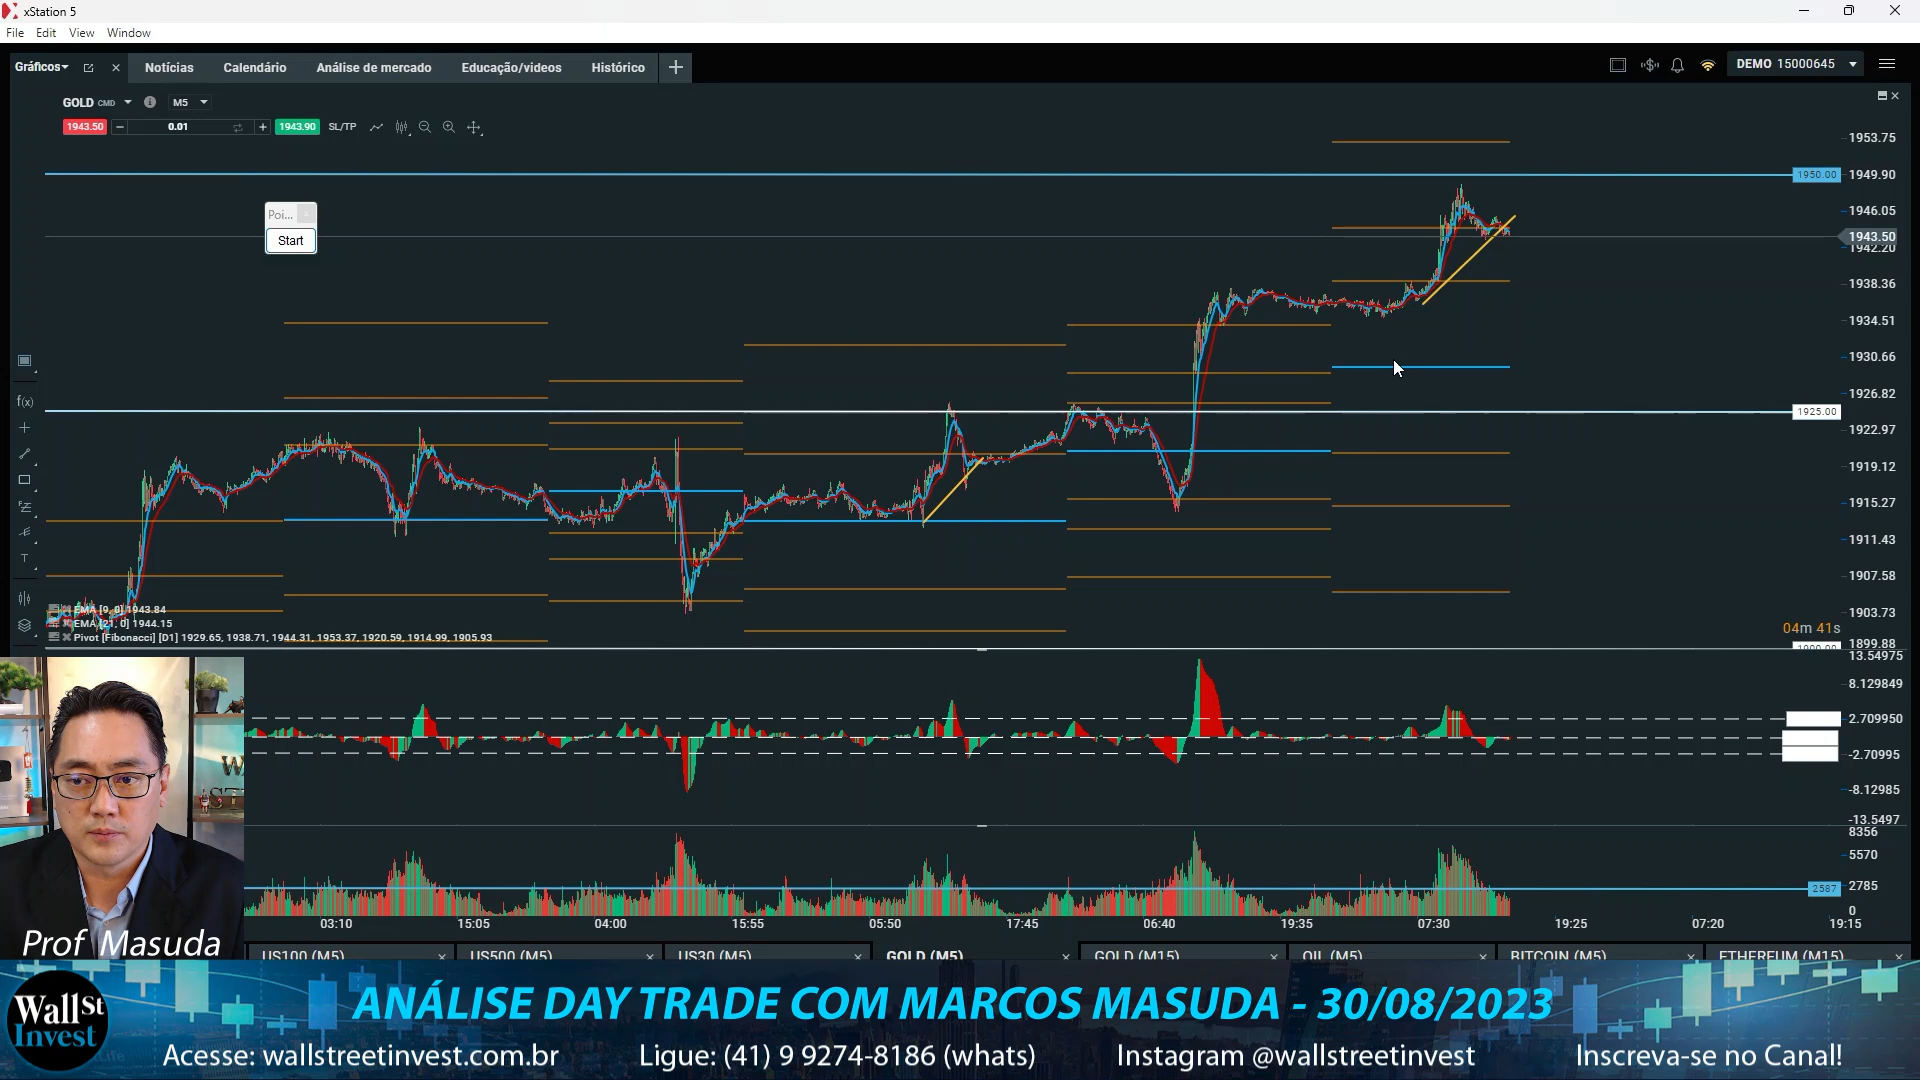 xStation 5
File Edit View Window
Gráficos Notícias Calendário Análise de mercado Educação/videos Histórico DEMO 15000645
GOLD CMD M5
1943.50 0.01 1943.90 SL/TP
1953.75
1950.00 1949.90
Poi...
Start
1946.05
1943.50
1942.20
1938.36
1934.51
1930.66
f(x)
1926.82
1925.00
1922.97
1919.12
1915.27
1911.43
T
1907.58
EMA [9, 0] 1943.84
1903.73
EMA [21, 0] 1944.15
04m 41s
Pivot [Fibonacci] [D1] 1929.65, 1938.71, 1944.31, 1953.37, 1920.59, 1914.99, 1905.93
1900.00 1899.88
13.54975
8.129849
2.709950
-2.70995
-8.12985
-13.5497
8356
5570
2587 2785
0
03:10 15:05 04:00 15:55 05:50 17:45 06:40 19:35 07:30 19:25 07:20 19:15
Prof Masuda
US100 (M5) US500 (M5) US30 (M5) GOLD (M5) GOLD (M15) OIL (M5) BITCOIN (M5) ETHEREUM (M15)
ANÁLISE DAY TRADE COM MARCOS MASUDA - 30/08/2023
Wallst
Invest
Acesse: wallstreetinvest.com.br Ligue: (41) 9 9274-8186 (whats) Instagram @wallstreetinvest Inscreva-se no Canal!